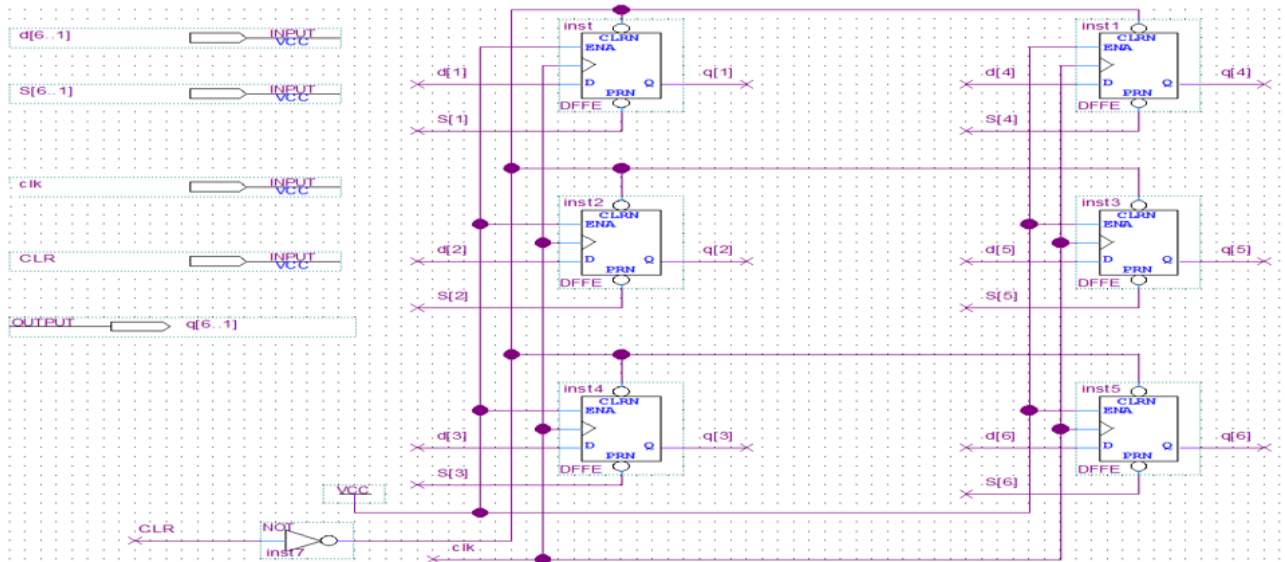 d[6..1] INPUT
VCC
S[6..1] INPUT
VCC
clk INPUT
VCC
CLR INPUT
VCC
OUTPUT q[6..1]
inst
CLRN
ENA
d[1] D Q q[1]
PRN
DFFE
S[1]
inst1
CLRN
ENA
d[4] D Q q[4]
PRN
DFFE
S[4]
inst2
CLRN
ENA
d[2] D Q q[2]
PRN
DFFE
S[2]
inst3
CLRN
ENA
d[5] D Q q[5]
PRN
DFFE
S[5]
inst4
CLRN
ENA
d[3] D Q q[3]
PRN
DFFE
S[3]
inst5
CLRN
ENA
d[6] D Q q[6]
PRN
DFFE
S[6]
VCC
CLR
NOT
inst7
clk